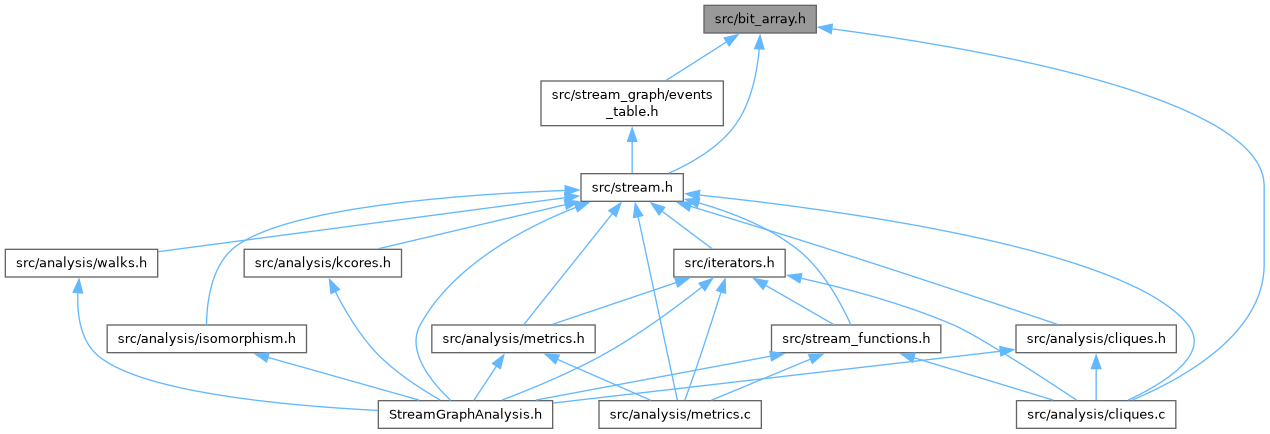 src/bit_array.h
src/stream_graph/events
_table.h
src/stream.h
src/analysis/walks.h
src/analysis/kcores.h
src/iterators.h
src/analysis/isomorphism.h
src/analysis/metrics.h
src/stream_functions.h
src/analysis/cliques.h
StreamGraphAnalysis.h
src/analysis/metrics.c
src/analysis/cliques.c